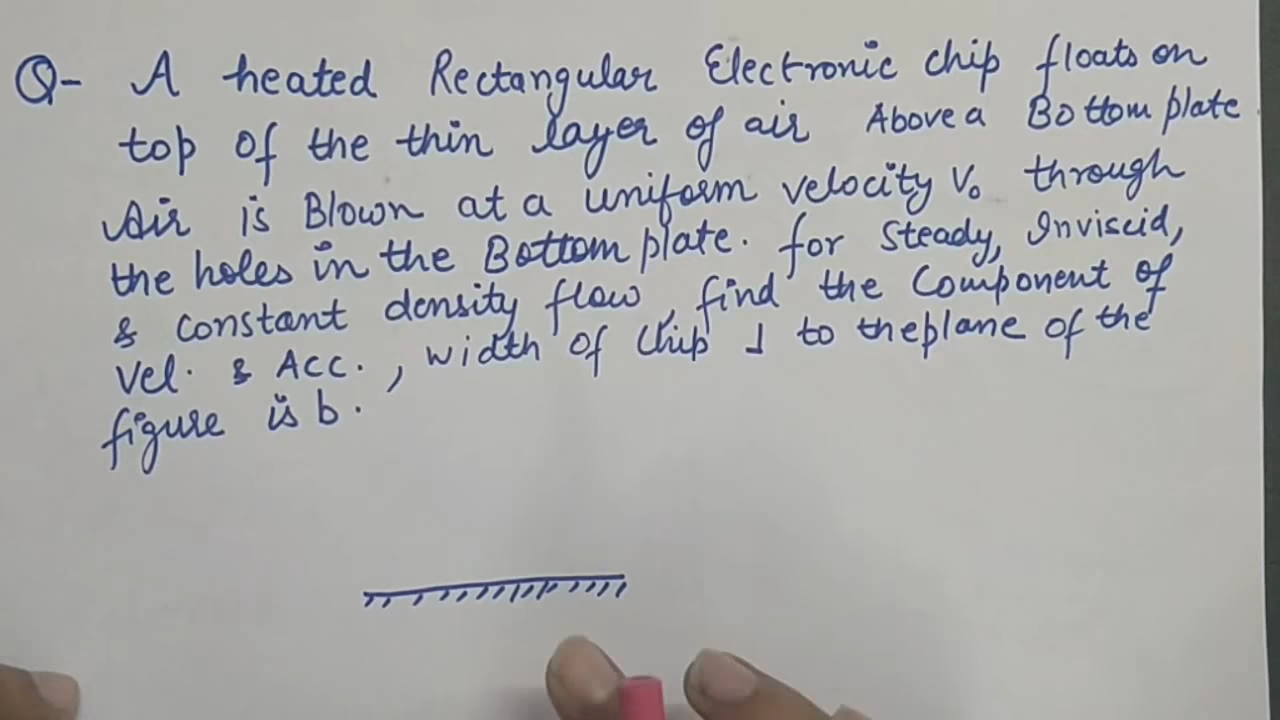 Q- A heated Rectangular Electronic chip floats on
top of the thin layer of air Above a Bottom plate.
Air is Blown at a uniform velocity V₀ through
the holes in the Bottom plate. for Steady, Inviscid,
& constant density flow, find the Component of
Vel. & Acc., width of Chip ⊥ to the plane of the
figure is b.